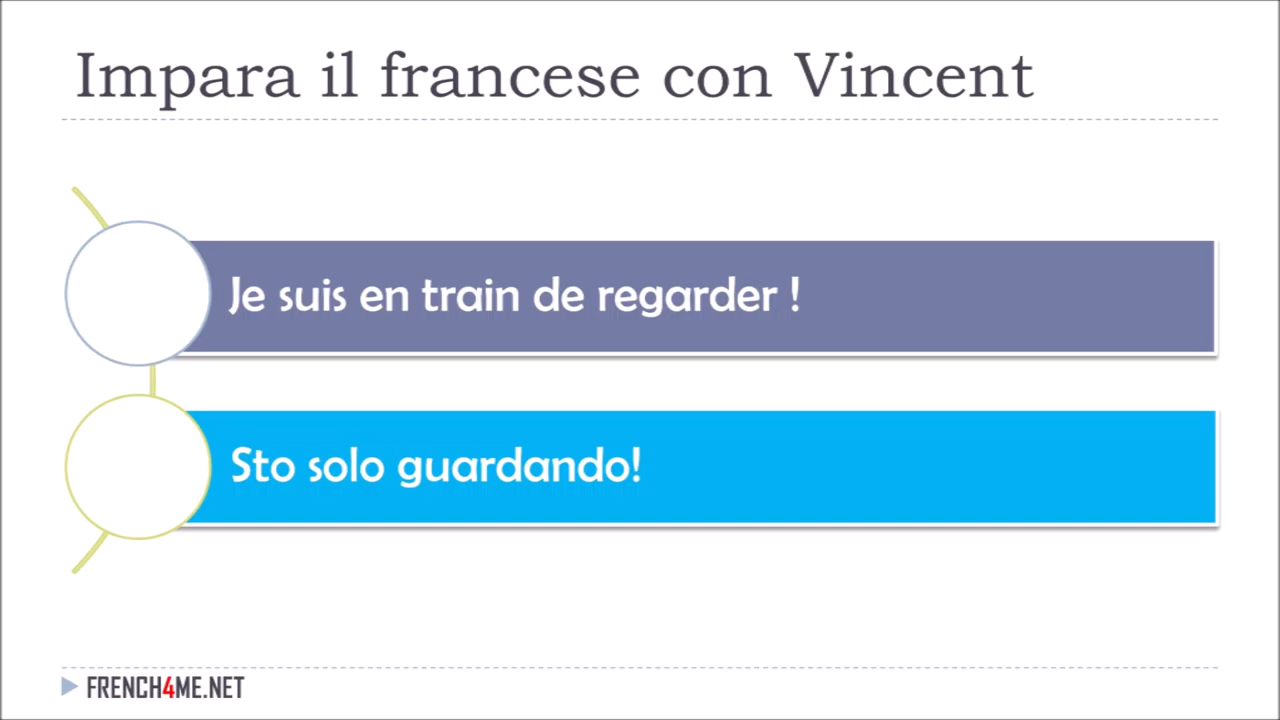 Impara il francese con Vincent
Je suis en train de regarder !
Sto solo guardando!
FRENCH4ME.NET